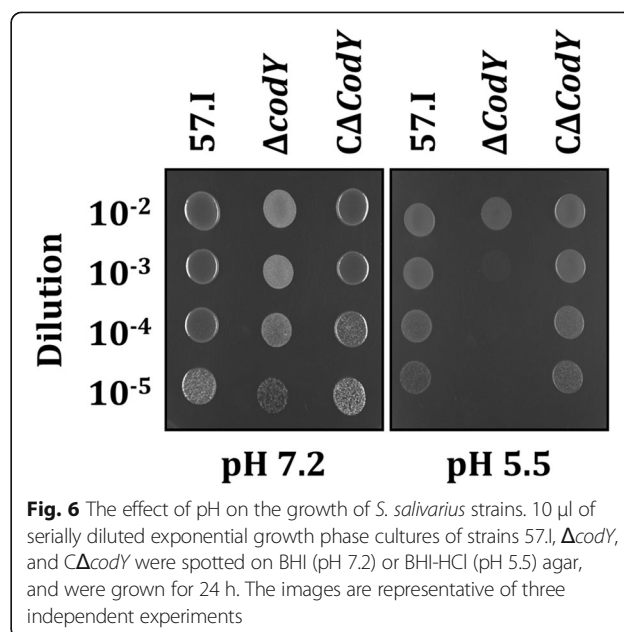 57.I ΔcodY CΔCodY 57.I ΔCodY CΔCodY
Dilution
10-2
10-3
10-4
10-5
pH 7.2 pH 5.5
Fig. 6 The effect of pH on the growth of S. salivarius strains. 10 μl of
serially diluted exponential growth phase cultures of strains 57.I, ΔcodY,
and CΔcodY were spotted on BHI (pH 7.2) or BHI-HCl (pH 5.5) agar,
and were grown for 24 h. The images are representative of three
independent experiments